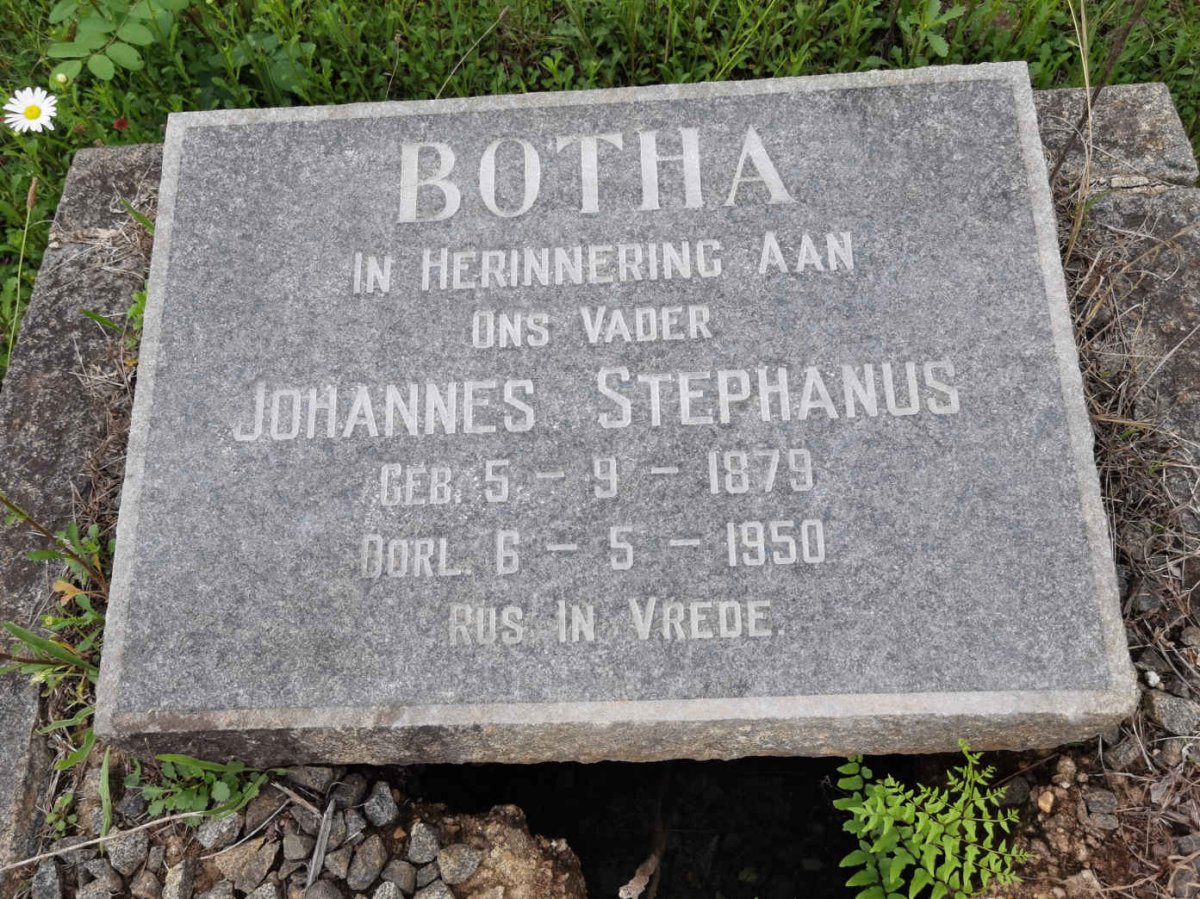 BOTHA
IN HERINNERING AAN
ONS VADER
JOHANNES STEPHANUS
GEB. 5 – 9 – 1879
OORL. 6 – 5 – 1950
RUS IN VREDE.